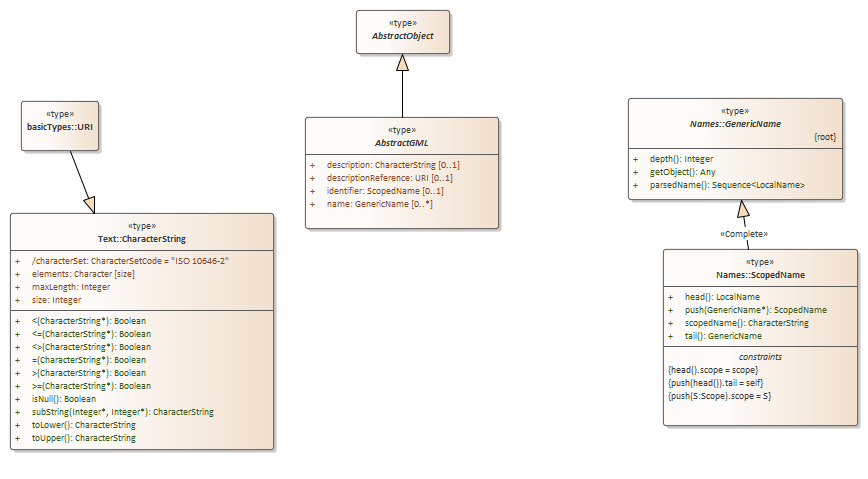 «type»
AbstractObject
«type»
basicTypes::URI
«type»
AbstractGML
+ description: CharacterString [0..1]
+ descriptionReference: URI [0..1]
+ identifier: ScopedName [0..1]
+ name: GenericName [0..*]
«type»
Names::GenericName
{root}
+ depth(): Integer
+ getObject(): Any
+ parsedName(): Sequence<LocalName>
«type»
Text::CharacterString
+ /characterSet: CharacterSetCode = "ISO 10646-2"
+ elements: Character [size]
+ maxLength: Integer
+ size: Integer
+ <(CharacterString*): Boolean
+ <=(CharacterString*): Boolean
+ <>(CharacterString*): Boolean
+ =(CharacterString*): Boolean
+ >(CharacterString*): Boolean
+ >=(CharacterString*): Boolean
+ isNull(): Boolean
+ subString(Integer*, Integer*): CharacterString
+ toLower(): CharacterString
+ toUpper(): CharacterString
«Complete»
«type»
Names::ScopedName
+ head(): LocalName
+ push(GenericName*): ScopedName
+ scopedName(): CharacterString
+ tail(): GenericName
constraints
{head().scope = scope}
{push(head()).tail = self}
{push(S:Scope).scope = S}